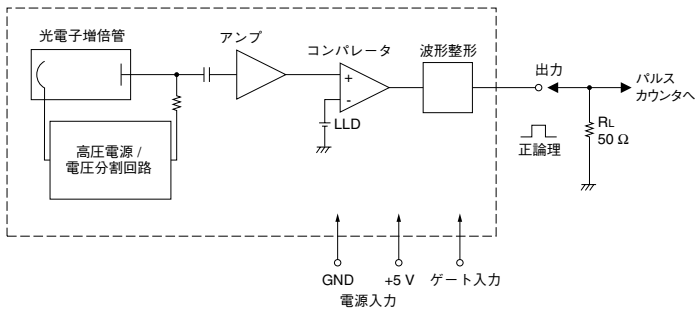 光電子増倍管
アンプ
コンパレータ
波形整形
出力
パルス
カウンタへ
+
-
LLD
RL
50 Ω
正論理
高圧電源 /
電圧分割回路
GND
+5 V
ゲート入力
電源入力